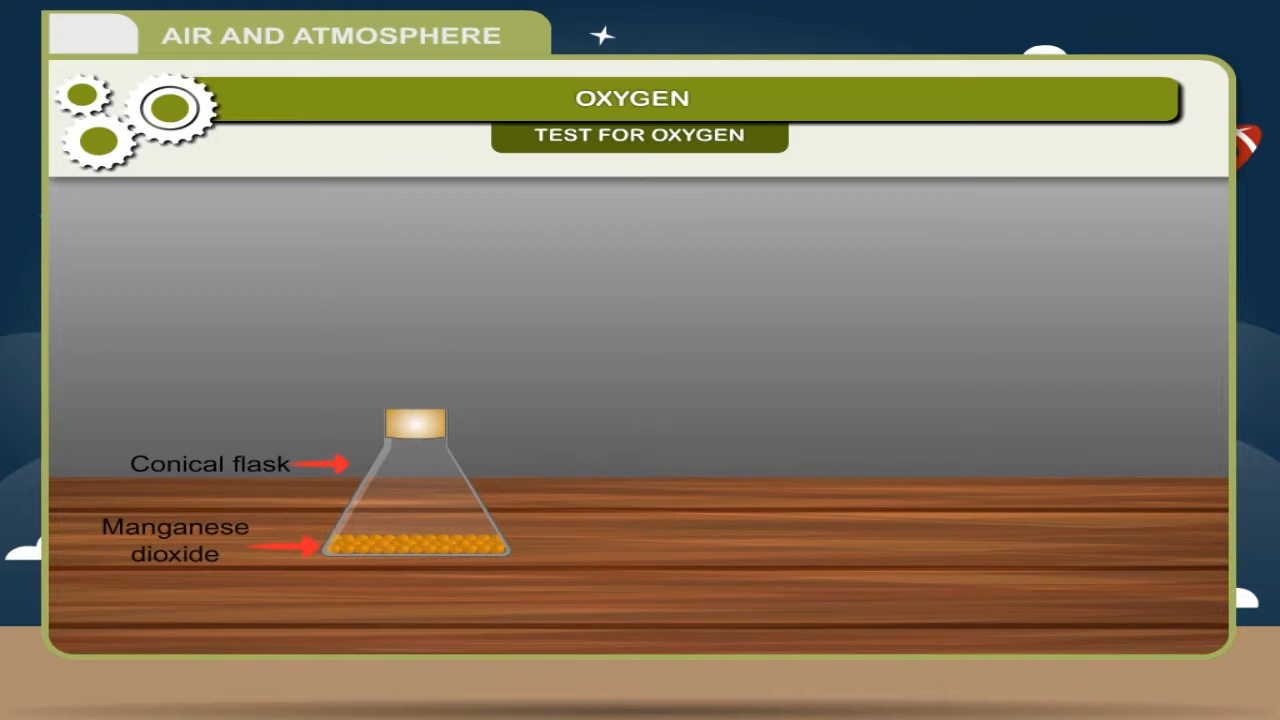 AIR AND ATMOSPHERE
OXYGEN
TEST FOR OXYGEN
Conical flask
Manganese
dioxide